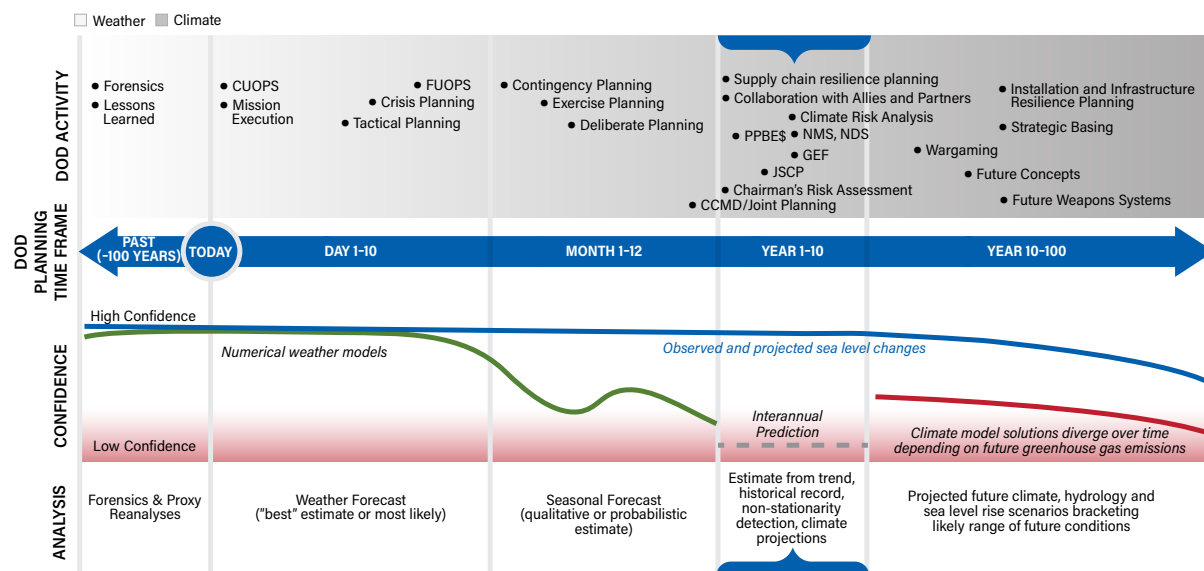 Weather
Climate
DOD ACTIVITY
Forensics
Lessons
Learned
CUOPS
Mission
Execution
FUOPS
Crisis Planning
Tactical Planning
Contingency Planning
Exercise Planning
Deliberate Planning
Supply chain resilience planning
Collaboration with Allies and Partners
Climate Risk Analysis
PPBE$
NMS, NDS
GEF
JSCP
Chairman's Risk Assessment
CCMD/Joint Planning
Installation and Infrastructure
Resilience Planning
Strategic Basing
Wargaming
Future Concepts
Future Weapons Systems
DOD
PLANNING
TIME FRAME
PAST
(~100 YEARS)
TODAY
DAY 1–10
MONTH 1–12
YEAR 1–10
YEAR 10–100
CONFIDENCE
High Confidence
Numerical weather models
Observed and projected sea level changes
Low Confidence
Interannual
Prediction
Climate model solutions diverge over time
depending on future greenhouse gas emissions
ANALYSIS
Forensics & Proxy
Reanalyses
Weather Forecast
("best" estimate or most likely)
Seasonal Forecast
(qualitative or probabilistic
estimate)
Estimate from trend,
historical record,
non-stationarity
detection, climate
projections
Projected future climate, hydrology and
sea level rise scenarios bracketing
likely range of future conditions